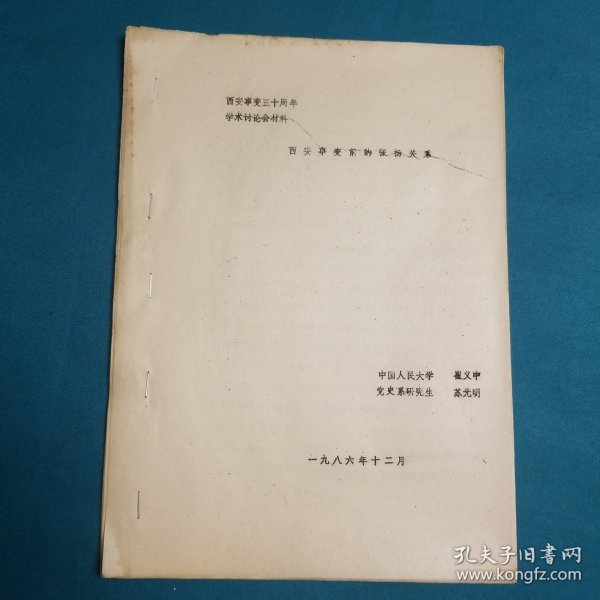 西安事变五十周年
学术讨论会材料
西安事变前的张杨关系
中国人民大学 崔义中
党史系研究生 苏光明
一九八六年十二月
孔夫子旧书网
www.kongfz.com